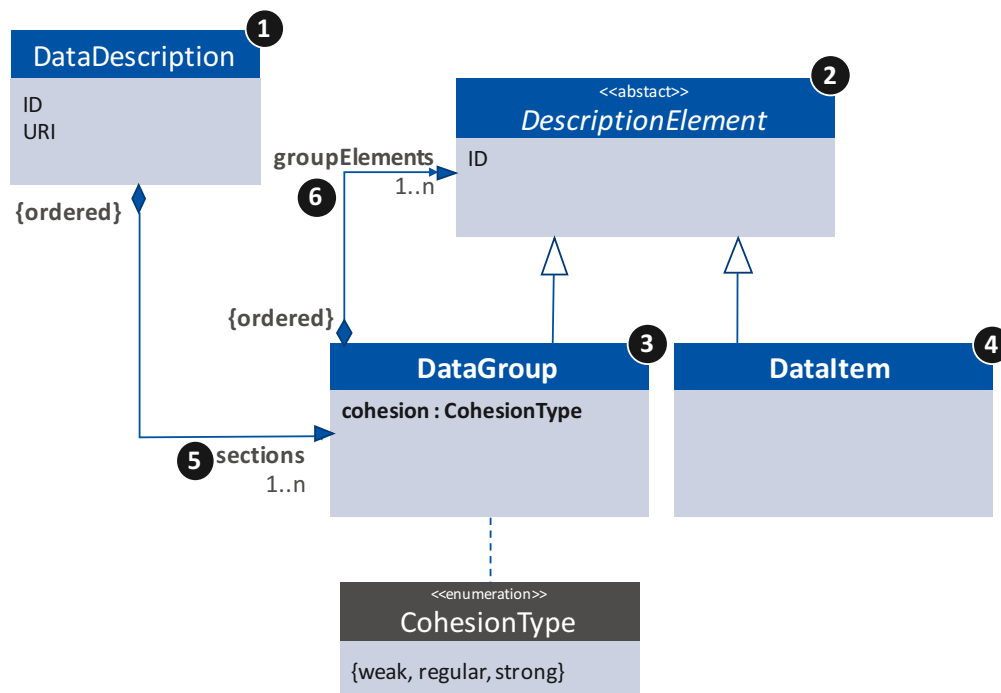 1
DataDescription
ID
URI
{ordered}
2
<<abstact>>
DescriptionElement
ID
groupElements
1..n
6
{ordered}
3
DataGroup
cohesion : CohesionType
4
DataItem
5
sections
1..n
<<enumeration>>
CohesionType
{weak, regular, strong}